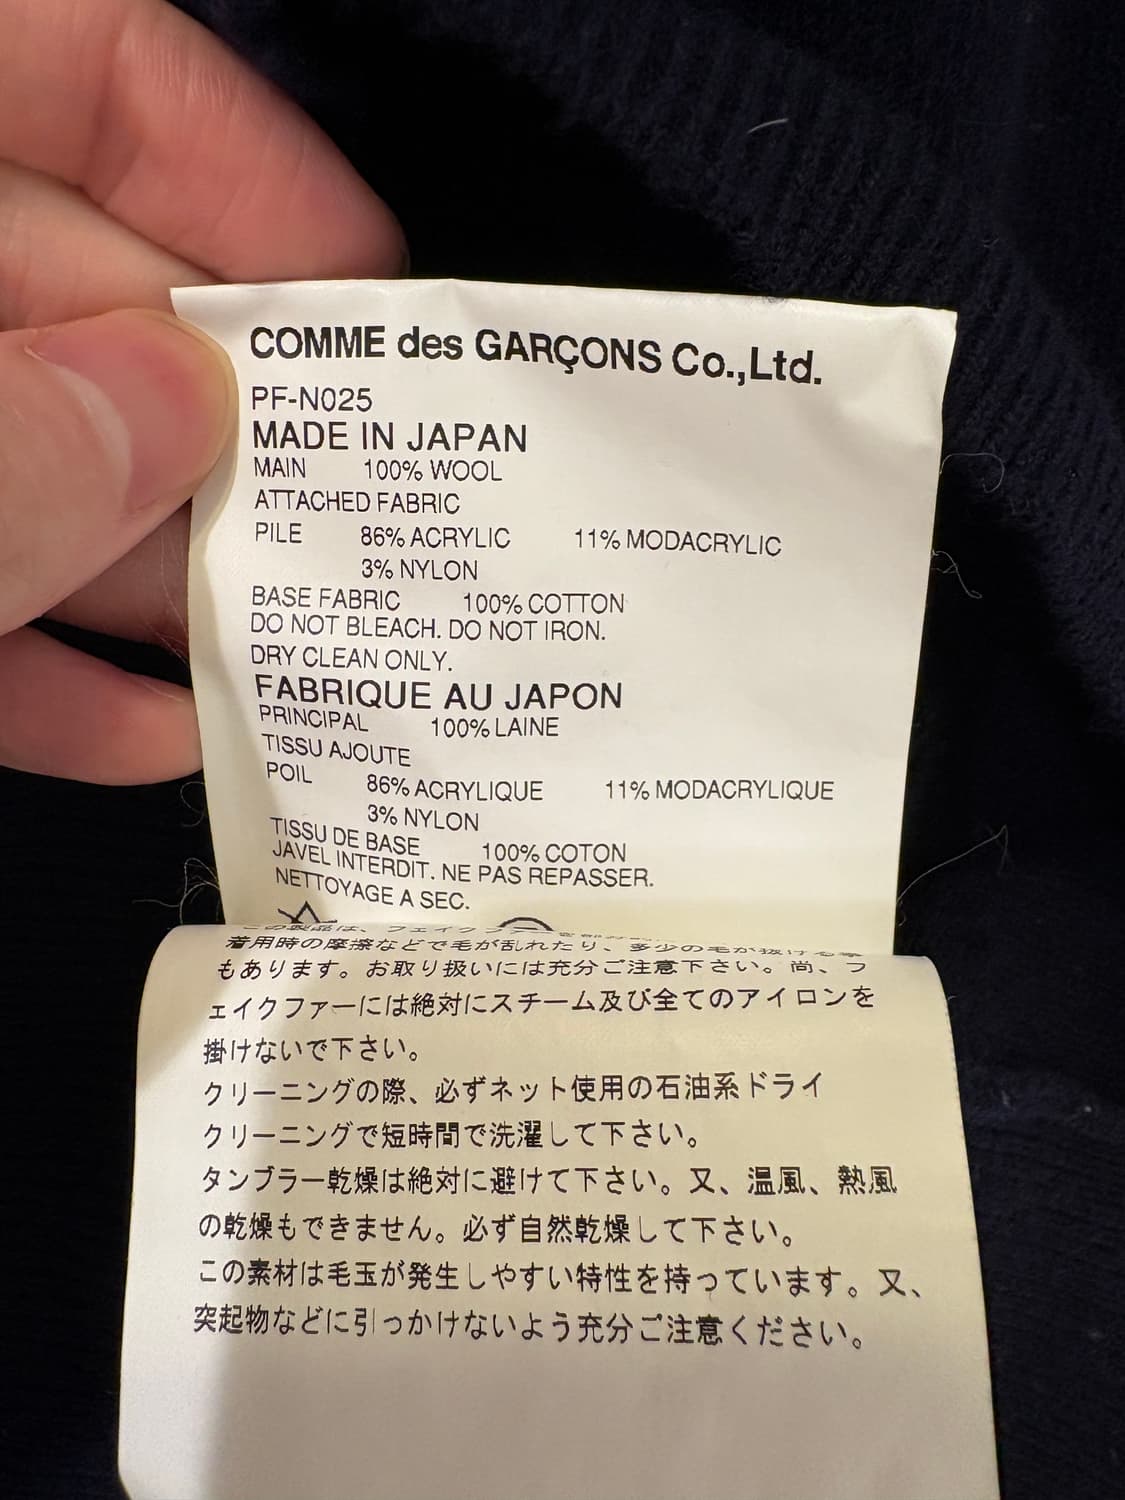 COMME des GARÇONS Co.,Ltd.
PF-N025
MADE IN JAPAN
MAIN 100% WOOL
ATTACHED FABRIC
PILE 86% ACRYLIC 11% MODACRYLIC
3% NYLON
BASE FABRIC 100% COTTON
DO NOT BLEACH. DO NOT IRON.
DRY CLEAN ONLY.
FABRIQUE AU JAPON
PRINCIPAL 100% LAINE
TISSU AJOUTE
POIL 86% ACRYLIQUE 11% MODACRYLIQUE
3% NYLON
TISSU DE BASE 100% COTON
JAVEL INTERDIT. NE PAS REPASSER.
NETTOYAGE A SEC.
この製品は、フェイクファーを
着用時の摩擦などで毛が乱れたり、多少の毛が抜ける事
もあります。お取り扱いには充分ご注意下さい。尚、フ
ェイクファーには絶対にスチーム及び全てのアイロンを
掛けないで下さい。
クリーニングの際、必ずネット使用の石油系ドライ
クリーニングで短時間で洗濯して下さい。
タンブラー乾燥は絶対に避けて下さい。又、温風、熱風
の乾燥もできません。必ず自然乾燥して下さい。
この素材は毛玉が発生しやすい特性を持っています。又、
突起物などに引っかけないよう充分ご注意ください。